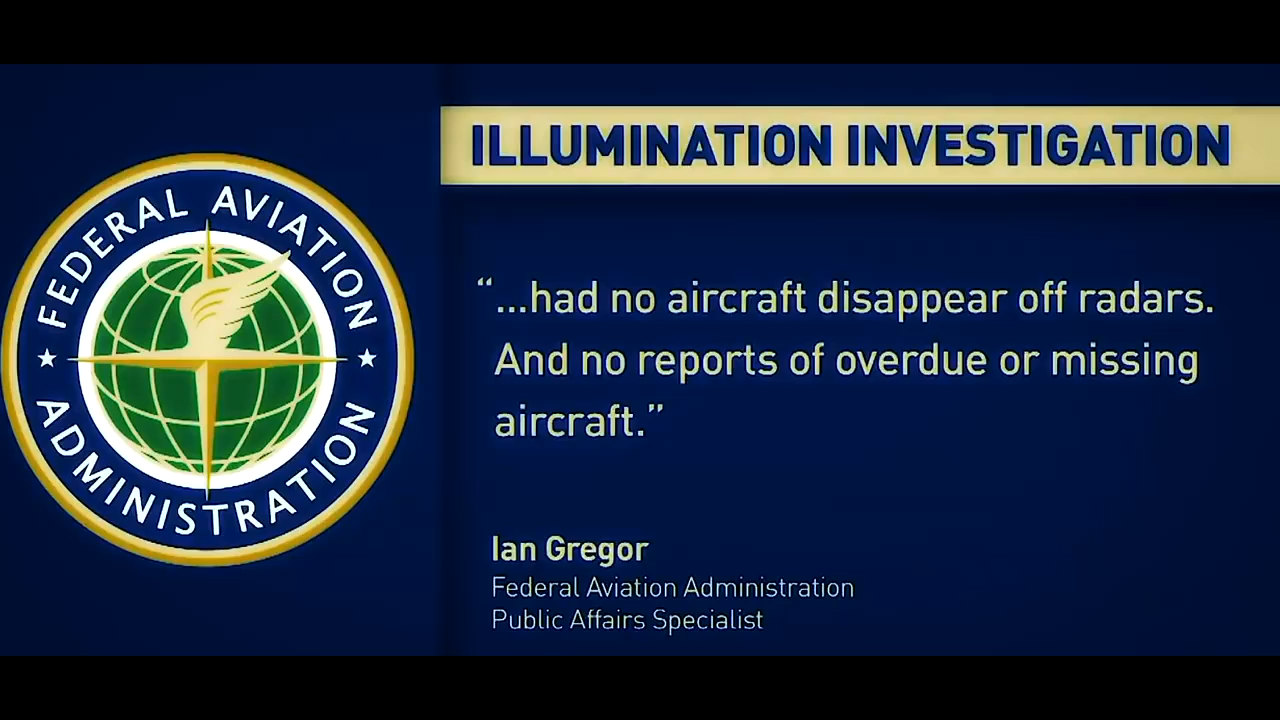 FEDERAL AVIATION
ADMINISTRATION
ILLUMINATION INVESTIGATION
“...had no aircraft disappear off radars.
And no reports of overdue or missing
aircraft.”
Ian Gregor
Federal Aviation Administration
Public Affairs Specialist